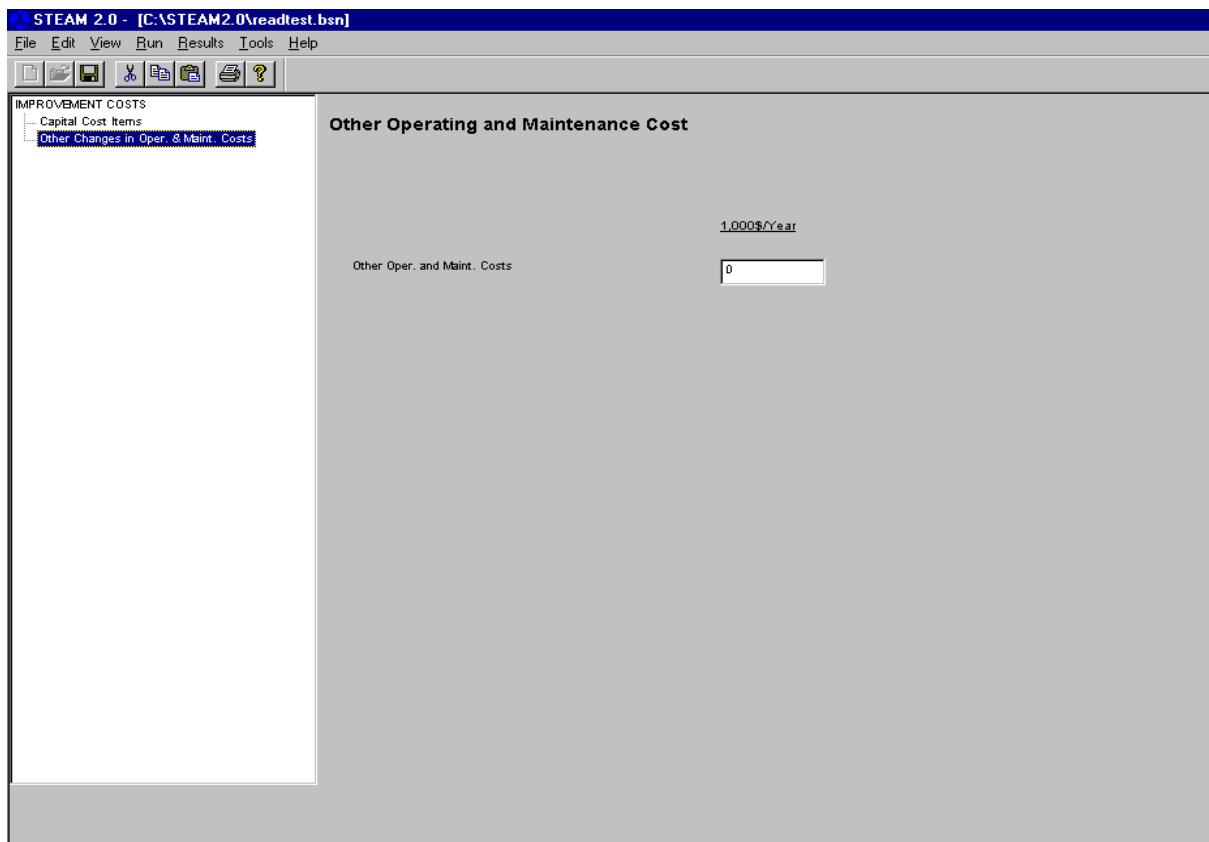 STEAM 2.0 - [C:\STEAM2.0\readtest.bsn]
File Edit View Run Results Tools Help
IMPROVEMENT COSTS
Capital Cost Items
Other Changes in Oper. & Maint. Costs
Other Operating and Maintenance Cost
1,000$/Year
Other Oper. and Maint. Costs
0